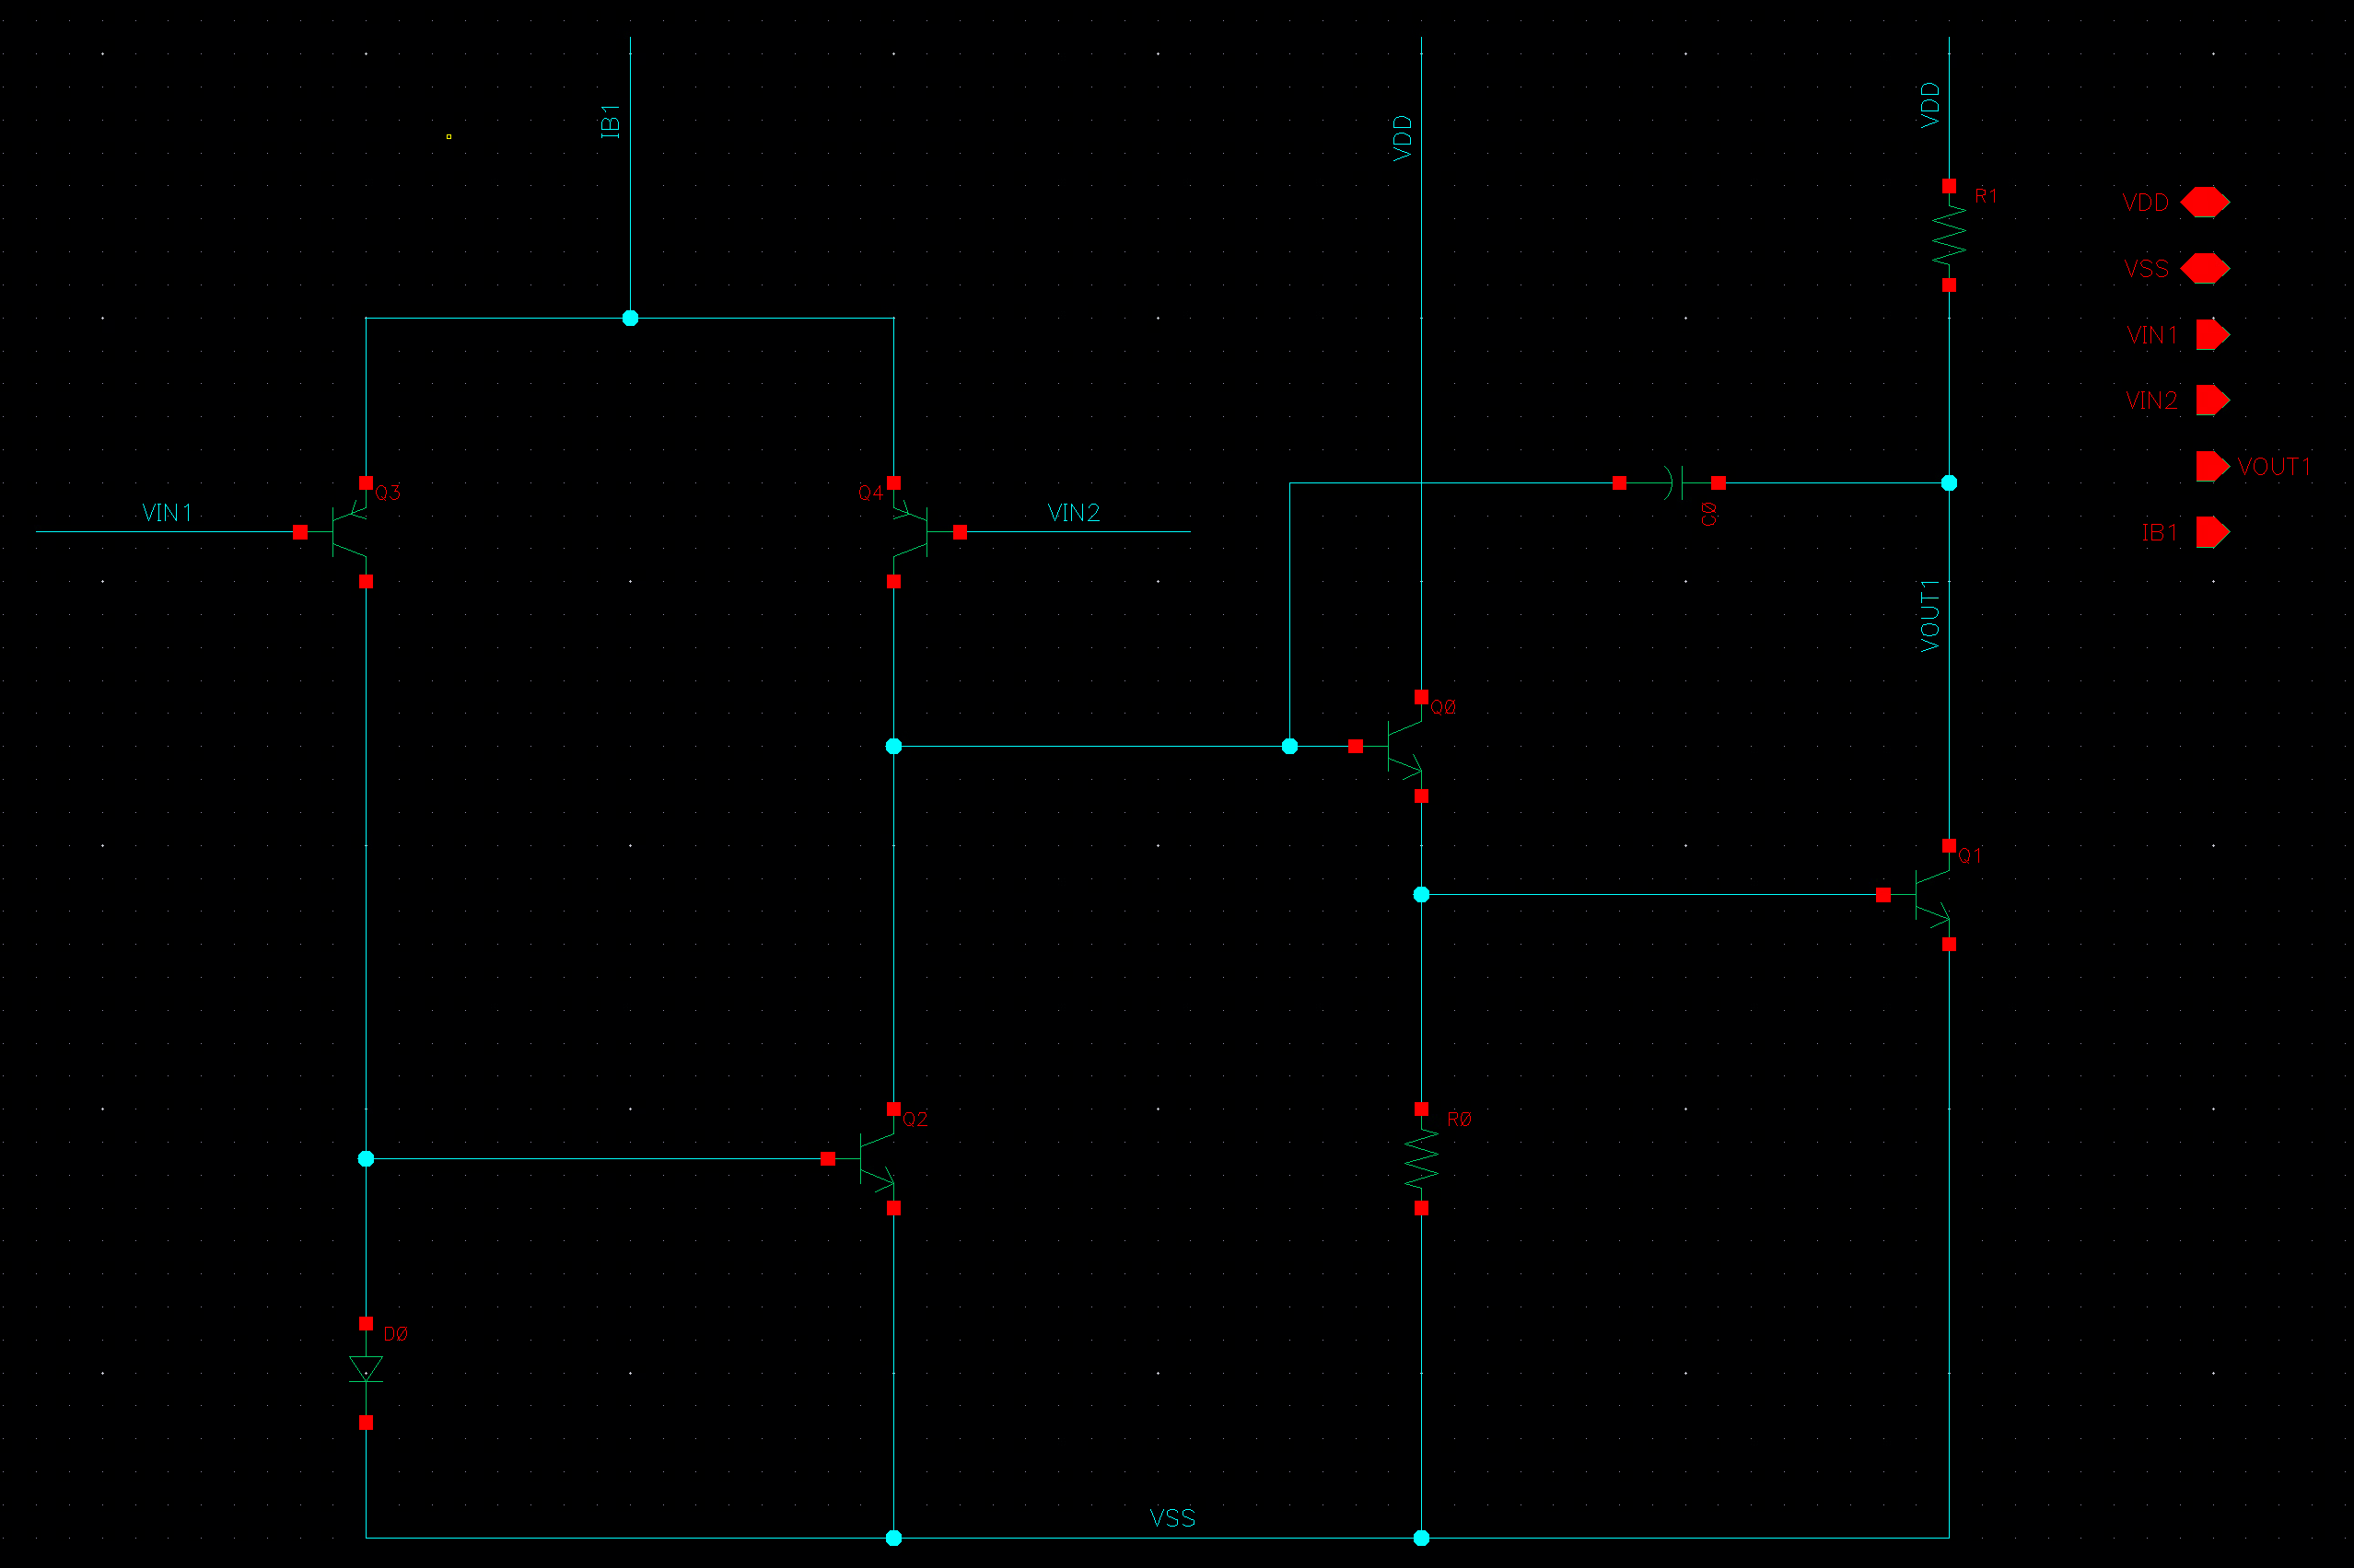 IB1
VDD
VDD
R1
VDD
VSS
VIN1
VIN2
VOUT1
IB1
Q3
Q4
VIN1
VIN2
CØ
VOUT1
QØ
Q1
Q2
RØ
DØ
VSS